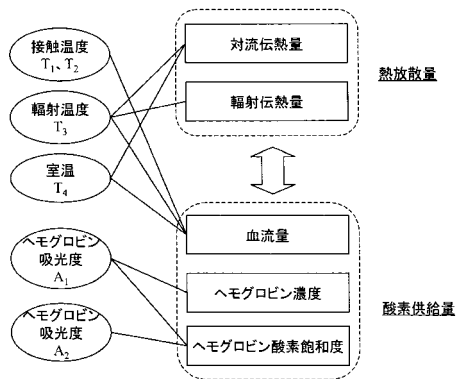 接触温度
T1、T2
輻射温度
T3
室温
T4
ヘモグロビン
吸光度
A1
ヘモグロビン
吸光度
A2
対流伝熱量
輻射伝熱量
熱放散量
血流量
ヘモグロビン濃度
ヘモグロビン酸素飽和度
酸素供給量